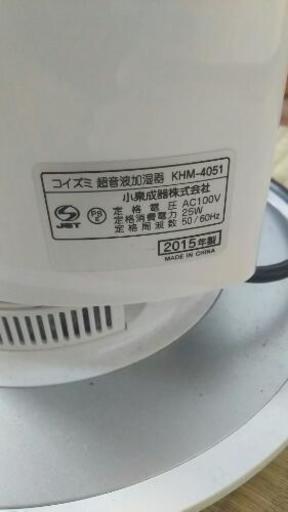 コイズミ 超音波加湿器 KHM-4051
小泉成器株式会社
定格電圧 AC100V
定格消費電力 25W
定格周波数 50/60Hz
JET
PS
E
2015年製
MADE IN CHINA